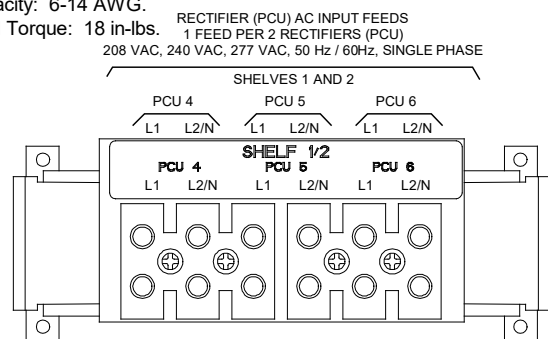 acity: 6-14 AWG.
Torque: 18 in-lbs.
RECTIFIER (PCU) AC INPUT FEEDS
1 FEED PER 2 RECTIFIERS (PCU)
208 VAC, 240 VAC, 277 VAC, 50 Hz / 60Hz, SINGLE PHASE
SHELVES 1 AND 2
PCU 4 PCU 5 PCU 6
L1 L2/N L1 L2/N L1 L2/N
SHELF 1/2
PCU 4 PCU 5 PCU 6
L1 L2/N L1 L2/N L1 L2/N